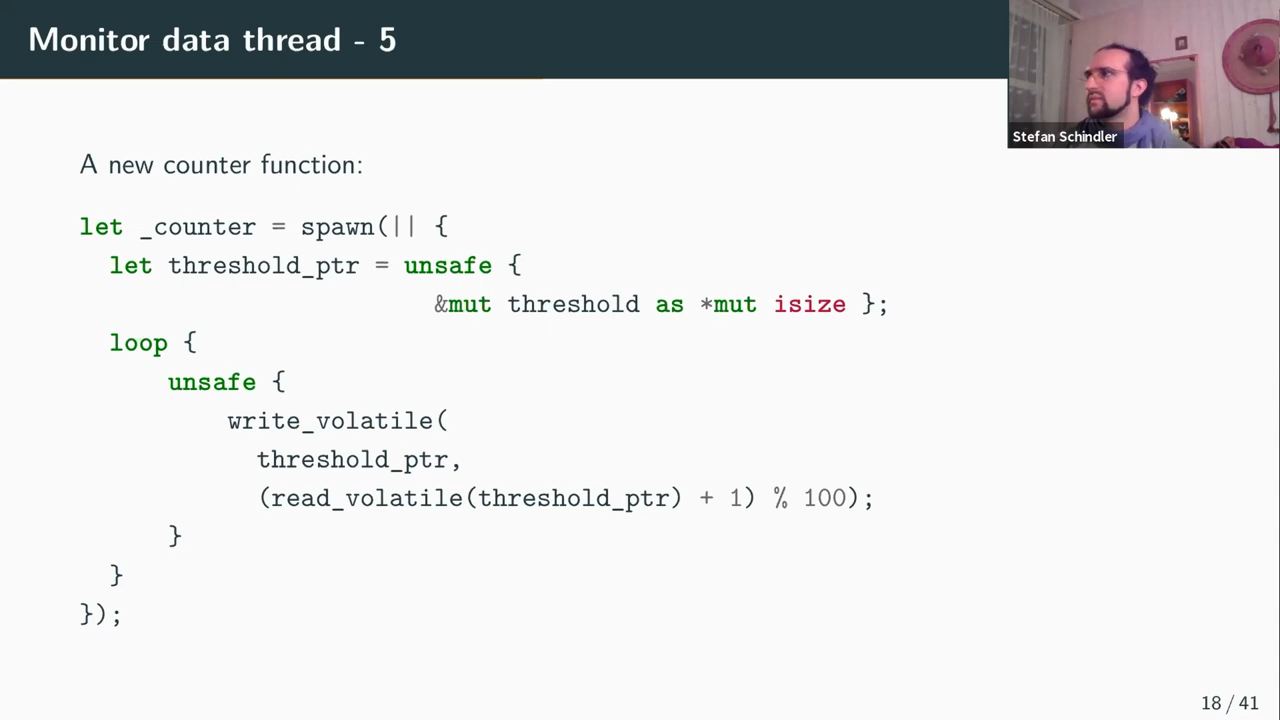 Monitor data thread - 5
Stefan Schindler
A new counter function:
let _counter = spawn(|| {
let threshold_ptr = unsafe {
&mut threshold as *mut isize };
loop {
unsafe {
write_volatile(
threshold_ptr,
(read_volatile(threshold_ptr) + 1) % 100);
}
}
});
18 / 41